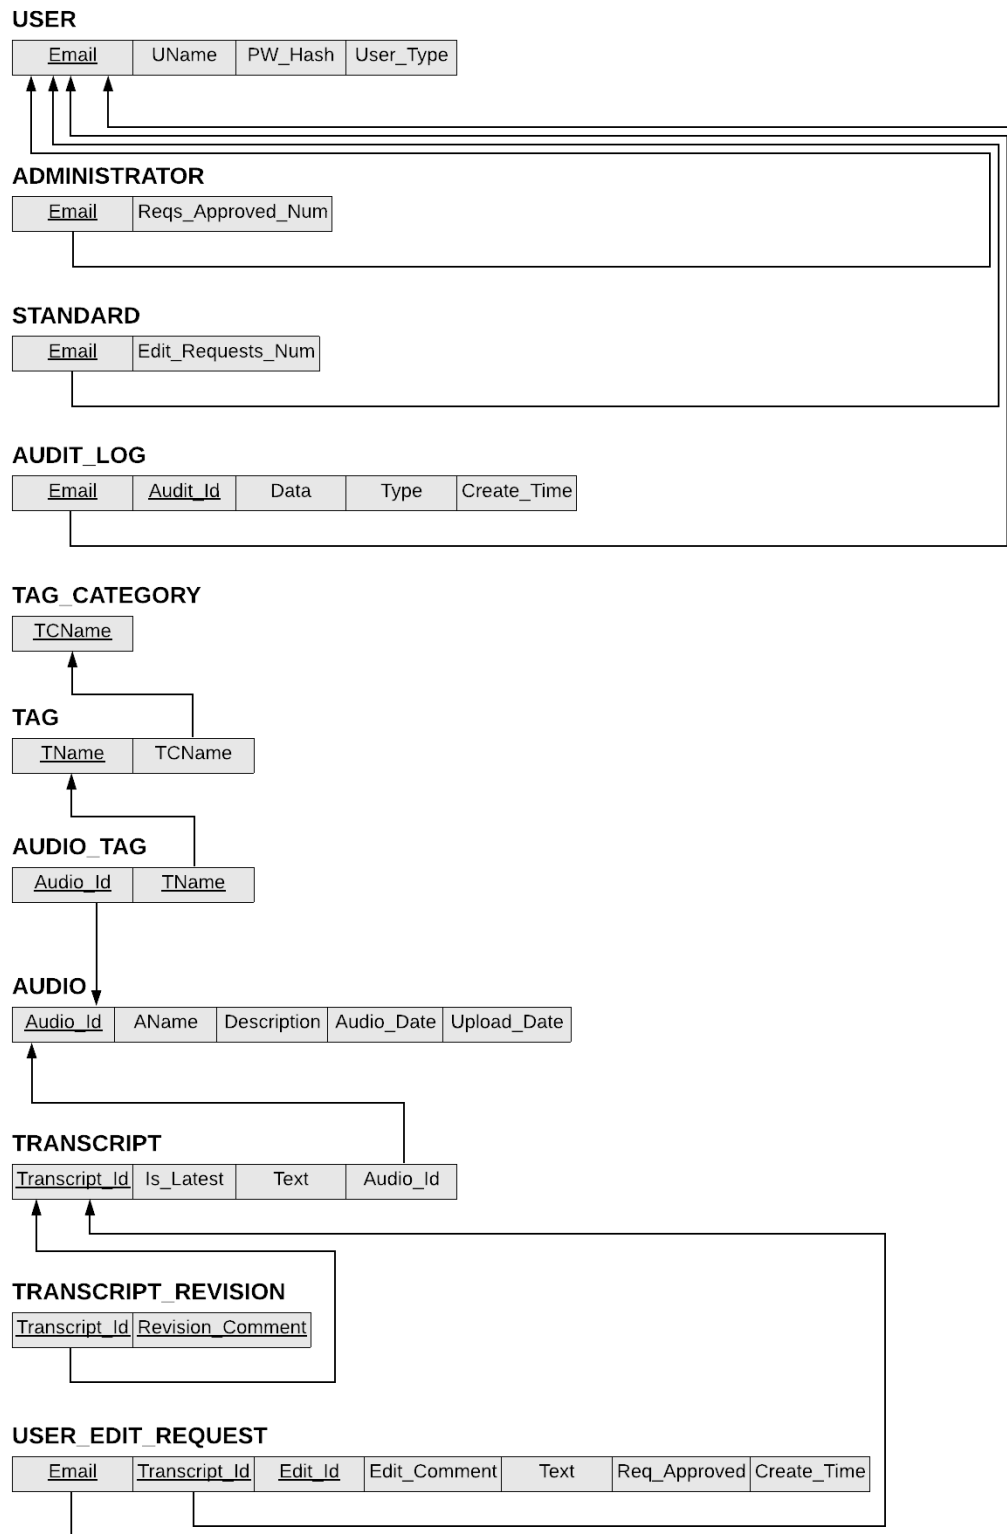 USER
Email UName PW_Hash User_Type
ADMINISTRATOR
Email Reqs_Approved_Num
STANDARD
Email Edit_Requests_Num
AUDIT_LOG
Email Audit_Id Data Type Create_Time
TAG_CATEGORY
TCName
TAG
TName TCName
AUDIO_TAG
Audio_Id TName
AUDIO
Audio_Id AName Description Audio_Date Upload_Date
TRANSCRIPT
Transcript_Id Is_Latest Text Audio_Id
TRANSCRIPT_REVISION
Transcript_Id Revision_Comment
USER_EDIT_REQUEST
Email Transcript_Id Edit_Id Edit_Comment Text Req_Approved Create_Time